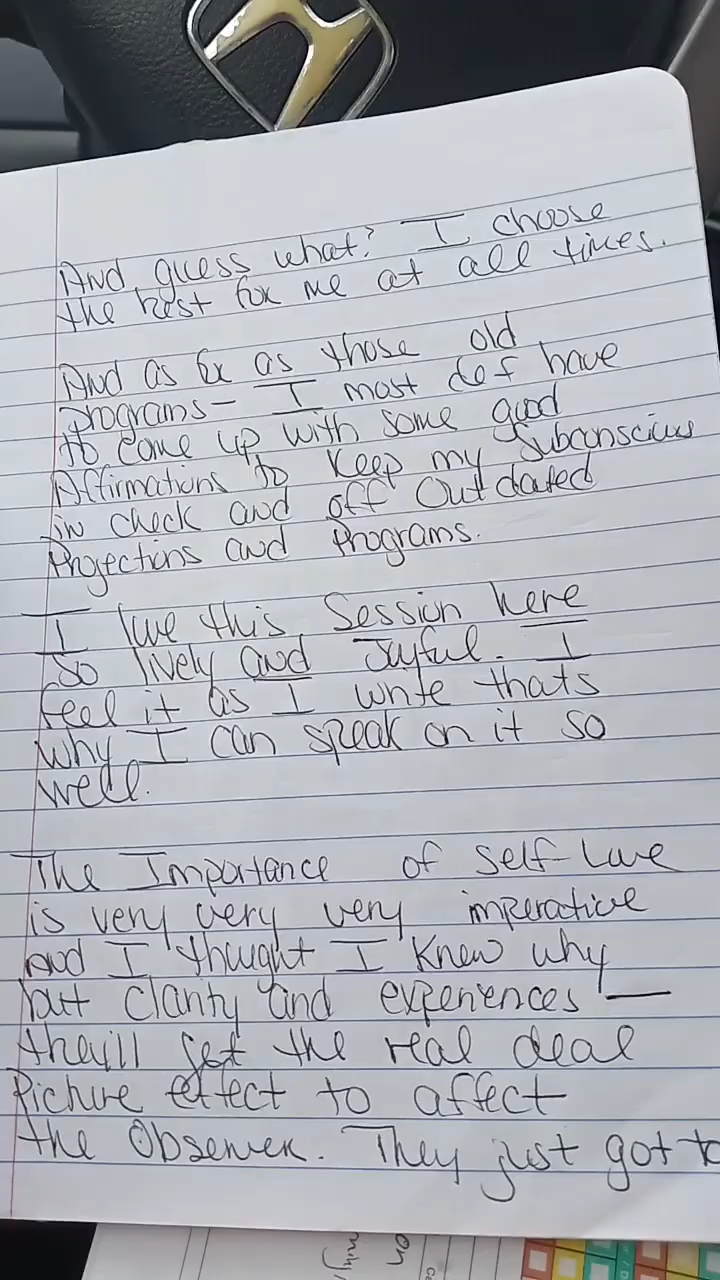 And guess what? I choose
the best for me at all times.
And as for as those old
programs- I most def have
to come up with some good
Affirmations to keep my Subconscious
in check and off Outdated
Projections and Programs.
I love this Session here
so lively and Joyful. I
feel it as I write thats
why I can speak on it so
well.
The Importance of Self-Love
is very very very imperative
and I thought I knew why
but clarity and experiences —
they'll get the real deal
Picture effect to affect
the Observer. They just got to
on